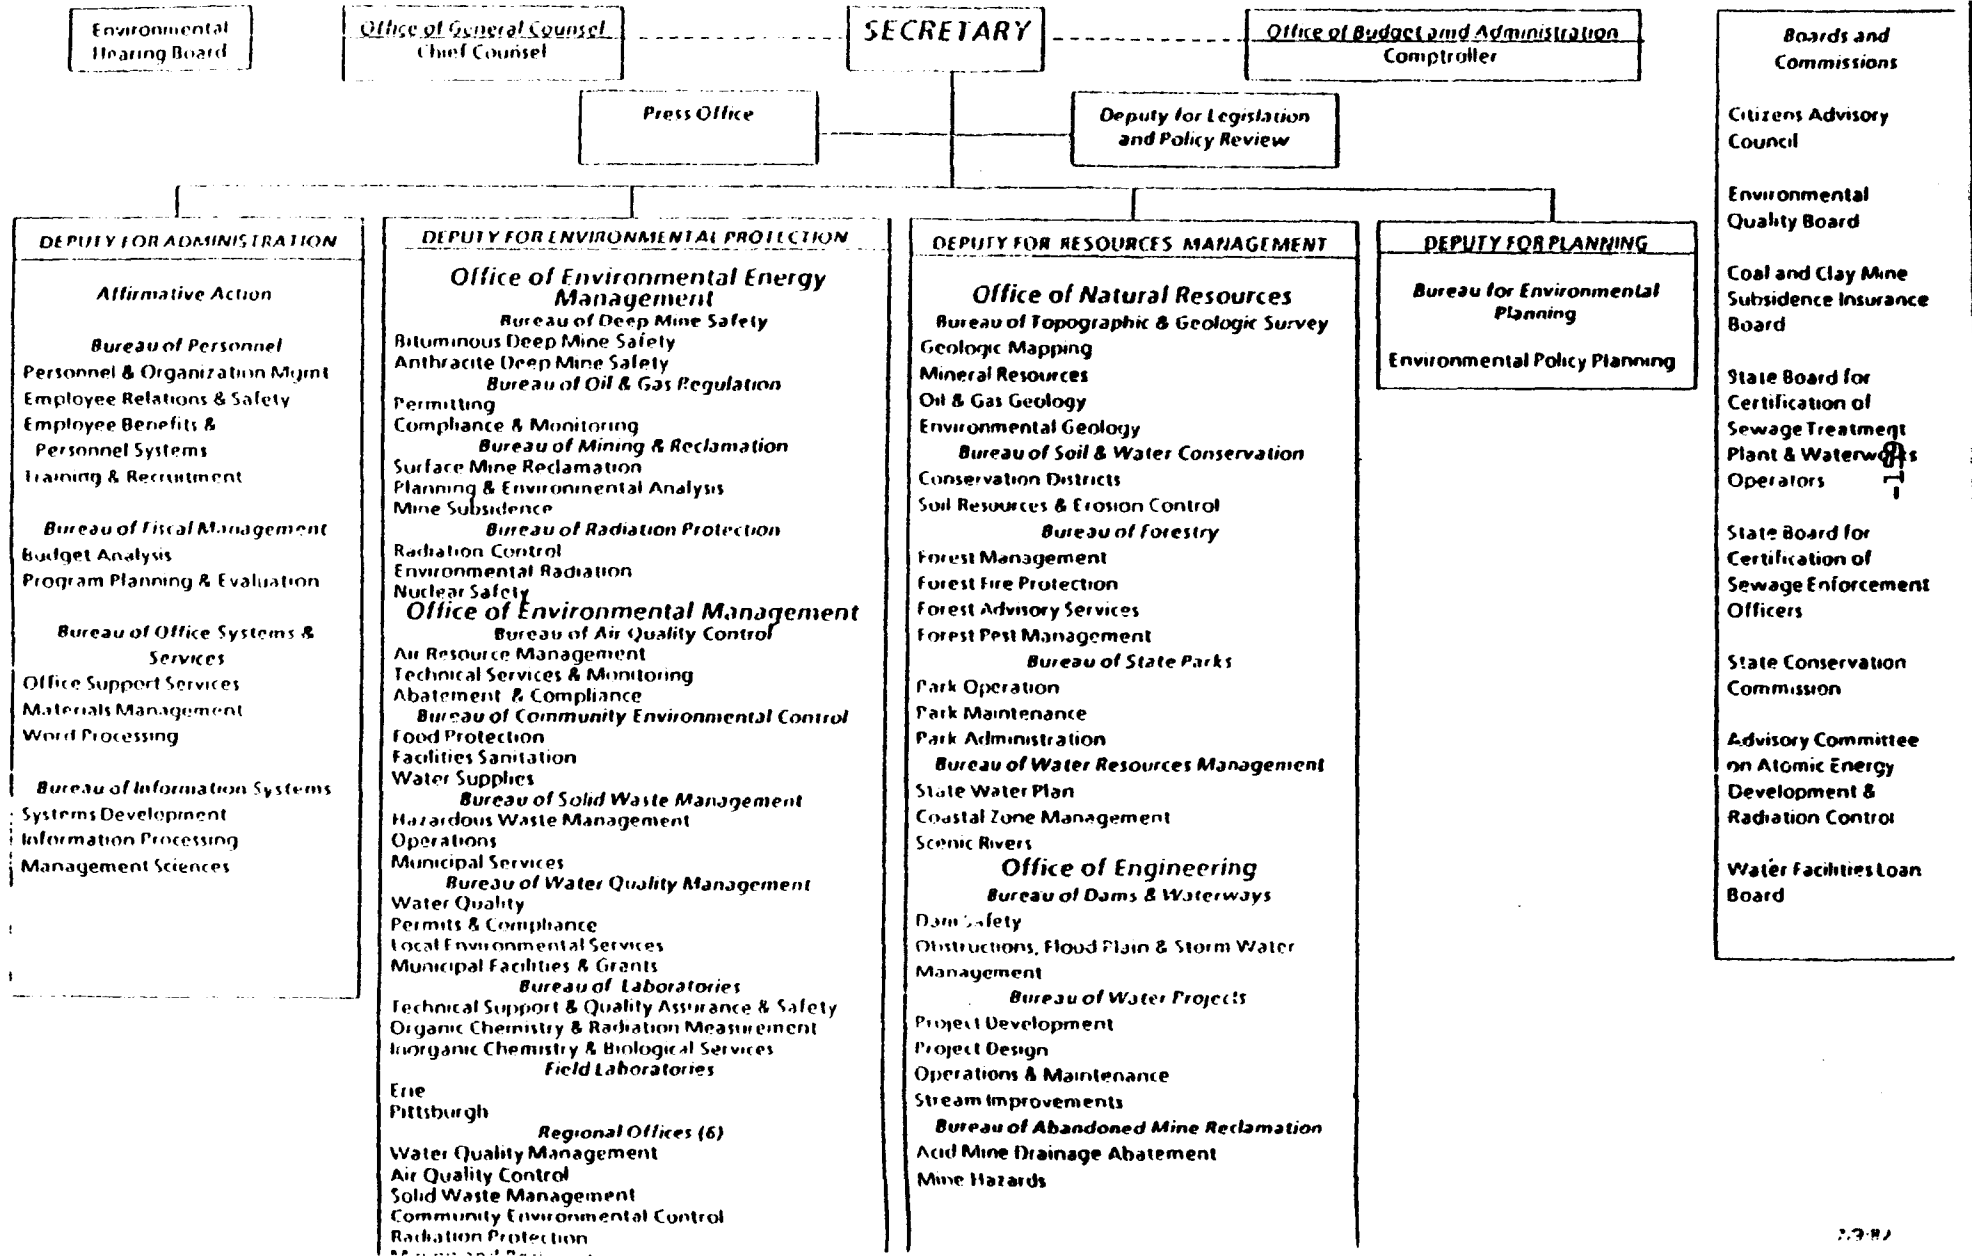 Environmental
Hearing Board
Office of General Counsel
Chief Counsel
SECRETARY
Office of Budget amd Administration
Comptroller
Press Office
Deputy for Legislation
and Policy Review
DEPUTY FOR ADMINISTRATION
Affirmative Action
Bureau of Personnel
Personnel & Organization Mgmt
Employee Relations & Safety
Employee Benefits &
Personnel Systems
Training & Recruitment
Bureau of Fiscal Management
Budget Analysis
Program Planning & Evaluation
Bureau of Office Systems &
Services
Office Support Services
Materials Management
Word Processing
Bureau of Information Systems
Systems Development
Information Processing
Management Sciences
DEPUTY FOR ENVIRONMENTAL PROTECTION
Office of Environmental Energy
Management
Bureau of Deep Mine Safety
Bituminous Deep Mine Safety
Anthracite Deep Mine Safety
Bureau of Oil & Gas Regulation
Permitting
Compliance & Monitoring
Bureau of Mining & Reclamation
Surface Mine Reclamation
Planning & Environmental Analysis
Mine Subsidence
Bureau of Radiation Protection
Radiation Control
Environmental Radiation
Nuclear Safety
Office of Environmental Management
Bureau of Air Quality Control
Air Resource Management
Technical Services & Monitoring
Abatement & Compliance
Bureau of Community Environmental Control
Food Protection
Facilities Sanitation
Water Supplies
Bureau of Solid Waste Management
Hazardous Waste Management
Operations
Municipal Services
Bureau of Water Quality Management
Water Quality
Permits & Compliance
Local Environmental Services
Municipal Facilities & Grants
Bureau of Laboratories
Technical Support & Quality Assurance & Safety
Organic Chemistry & Radiation Measurement
Inorganic Chemistry & Biological Services
Field Laboratories
Erie
Pittsburgh
Regional Offices (6)
Water Quality Management
Air Quality Control
Solid Waste Management
Community Environmental Control
Radiation Protection
DEPUTY FOR RESOURCES MANAGEMENT
Office of Natural Resources
Bureau of Topographic & Geologic Survey
Geologic Mapping
Mineral Resources
Oil & Gas Geology
Environmental Geology
Bureau of Soil & Water Conservation
Conservation Districts
Soil Resources & Erosion Control
Bureau of Forestry
Forest Management
Forest Fire Protection
Forest Advisory Services
Forest Pest Management
Bureau of State Parks
Park Operation
Park Maintenance
Park Administration
Bureau of Water Resources Management
State Water Plan
Coastal Zone Management
Scenic Rivers
Office of Engineering
Bureau of Dams & Waterways
Dam Safety
Obstructions, Flood Plain & Storm Water
Management
Bureau of Water Projects
Project Development
Project Design
Operations & Maintenance
Stream Improvements
Bureau of Abandoned Mine Reclamation
Acid Mine Drainage Abatement
Mine Hazards
DEPUTY FOR PLANNING
Bureau for Environmental
Planning
Environmental Policy Planning
Boards and
Commissions
Citizens Advisory
Council
Environmental
Quality Board
Coal and Clay Mine
Subsidence Insurance
Board
State Board for
Certification of
Sewage Treatment
Plant & Waterworks
Operators
State Board for
Certification of
Sewage Enforcement
Officers
State Conservation
Commission
Advisory Committee
on Atomic Energy
Development &
Radiation Control
Water Facilities Loan
Board